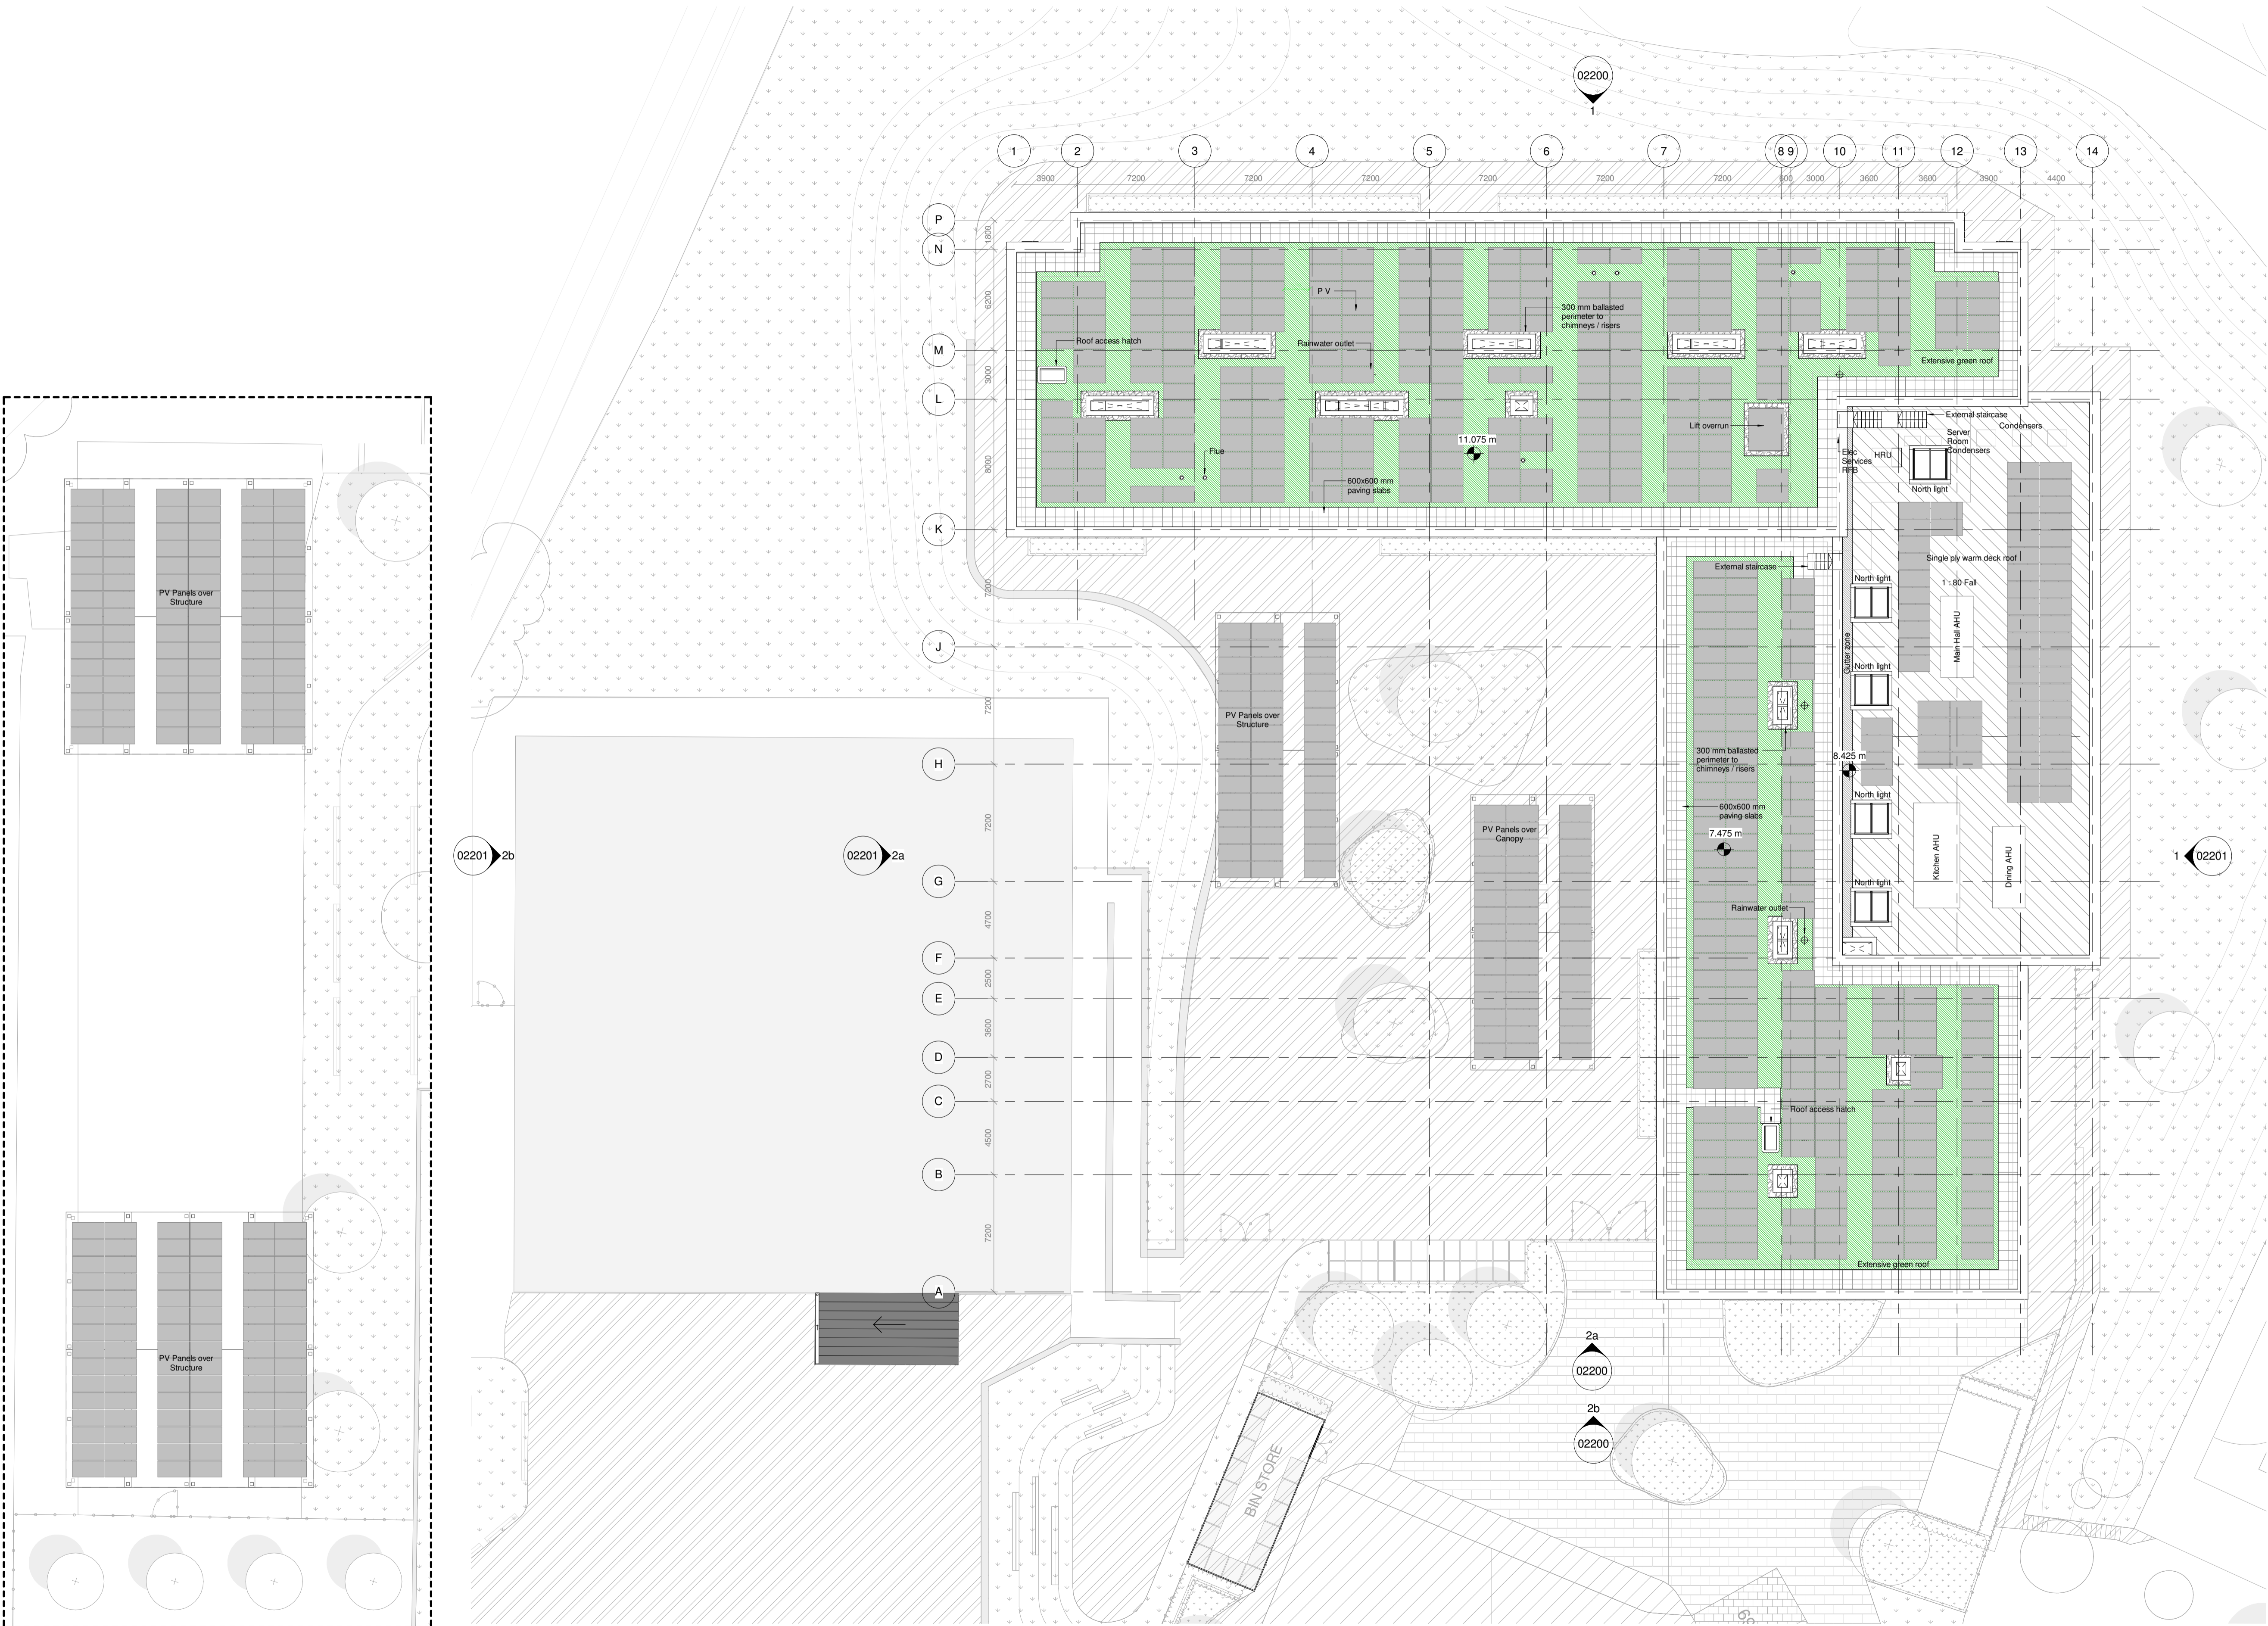 02200
1
1
2
3
4
5
6
7
8 9
10
11
12
13
14
3900
7200
7200
7200
7200
7200
7200
600
3000
3600
3600
3900
4400
P
1800
N
6200
P V
300 mm ballasted
perimeter to
chimneys / risers
M
Roof access hatch
Rainwater outlet
Extensive green roof
3000
L
External staircase
Lift overrun
Condensers
Server
Room
Condensers
11.075 m
Flue
Elec
Services
RFB
HRU
8000
600x600 mm
paving slabs
North light
K
Single ply warm deck roof
External staircase
1 : 80 Fall
North light
7200
PV Panels over
Structure
Main Hall AHU
J
Gutter zone
North light
7200
PV Panels over
Structure
300 mm ballasted
perimeter to
chimneys / risers
8.425 m
H
North light
600x600 mm
paving slabs
7200
PV Panels over
Canopy
7.475 m
02201
2b
02201
2a
Kitchen AHU
Dining AHU
1
02201
G
North light
4700
Rainwater outlet
F
2500
E
3600
D
2700
C
Roof access hatch
4500
B
7200
Extensive green roof
A
PV Panels over
Structure
2a
02200
2b
02200
BIN STORE
69